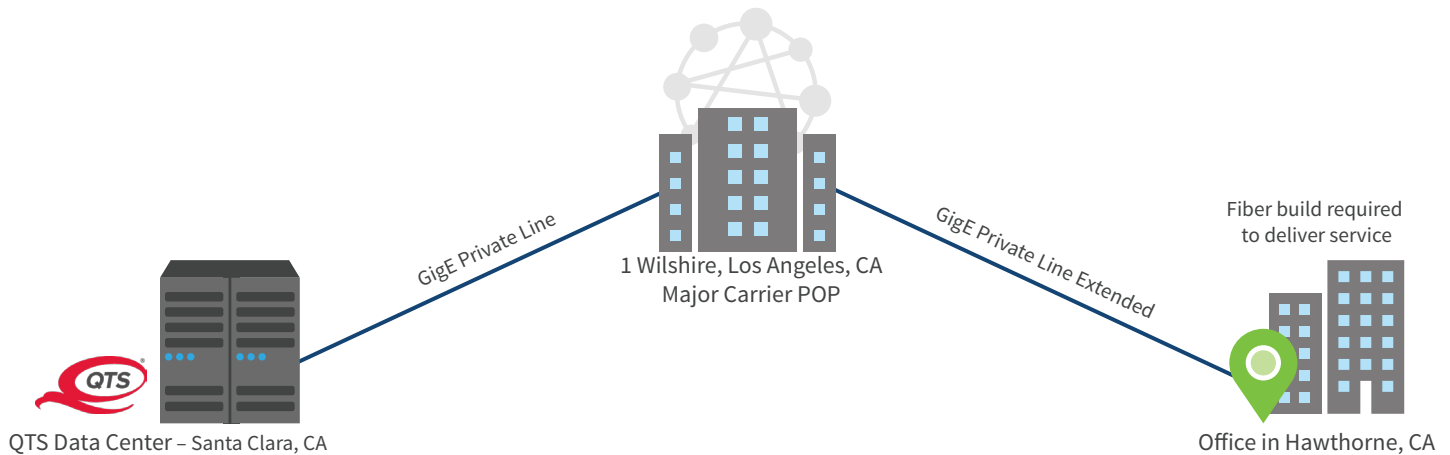 GigE Private Line
1 Wilshire, Los Angeles, CA
Major Carrier POP
GigE Private Line Extended
Fiber build required
to deliver service
QTS
®
QTS Data Center – Santa Clara, CA
Office in Hawthorne, CA